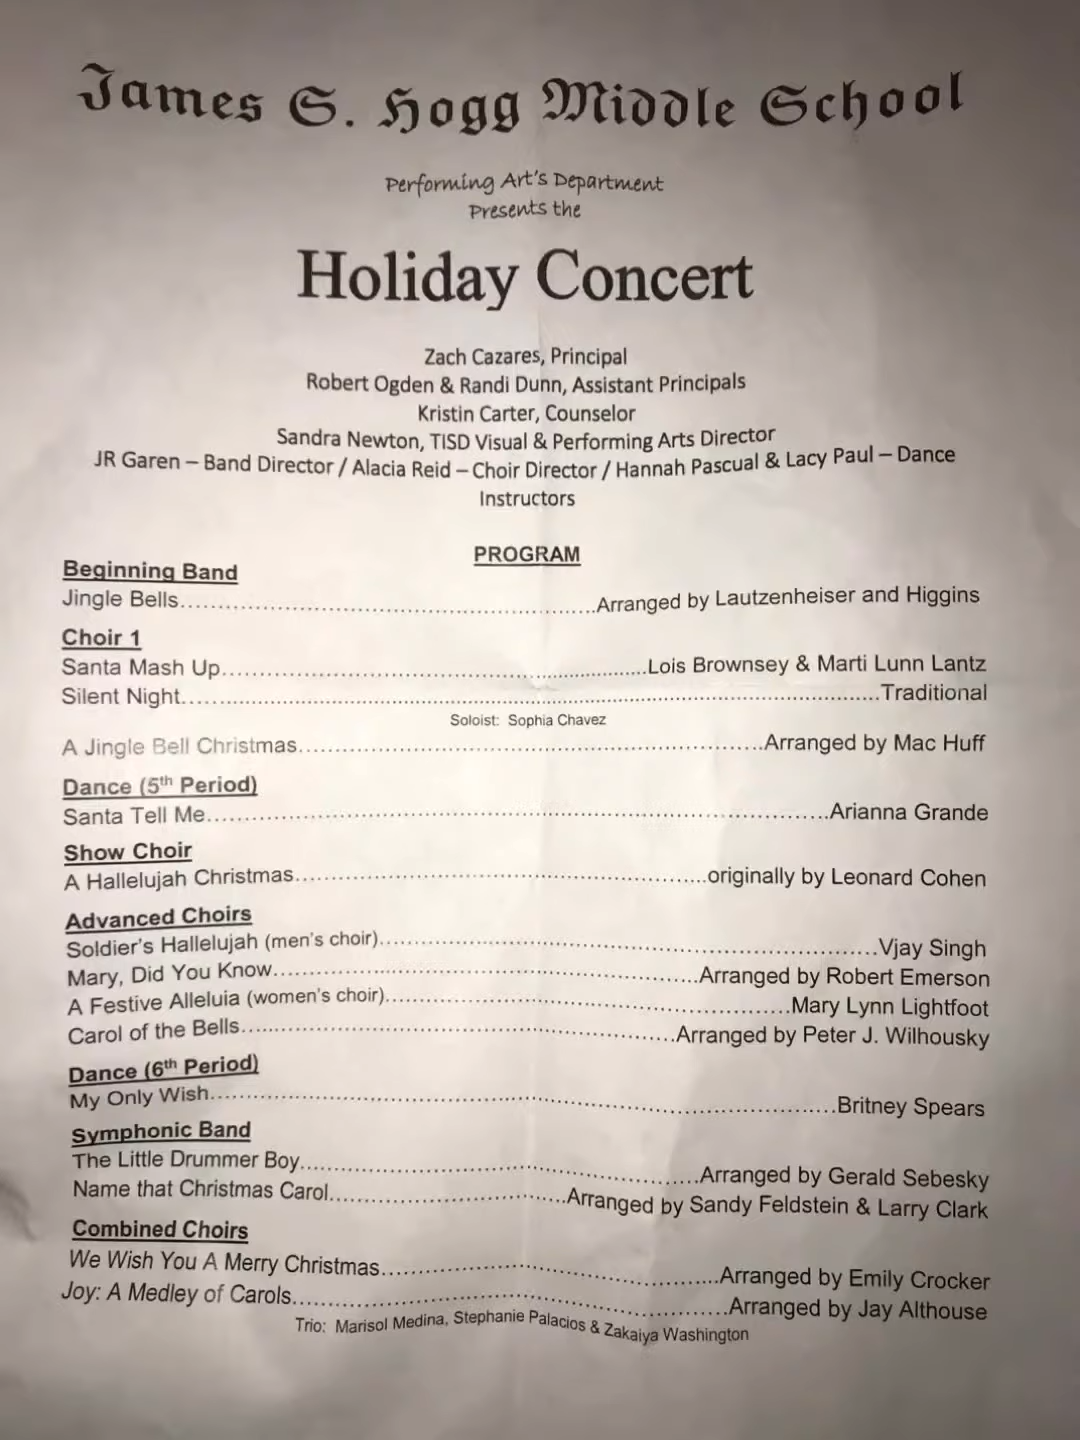 James S. Hogg Middle School
Performing Art's Department
Presents the
Holiday Concert
Zach Cazares, Principal
Robert Ogden & Randi Dunn, Assistant Principals
Kristin Carter, Counselor
Sandra Newton, TISD Visual & Performing Arts Director
JR Garen – Band Director / Alacia Reid – Choir Director / Hannah Pascual & Lacy Paul – Dance
Instructors
PROGRAM
Beginning Band
Jingle Bells........................................Arranged by Lautzenheiser and Higgins
Choir 1
Santa Mash Up........................................Lois Brownsey & Marti Lunn Lantz
Silent Night........................................Traditional
Soloist: Sophia Chavez
A Jingle Bell Christmas........................................Arranged by Mac Huff
Dance (5th Period)
Santa Tell Me........................................Arianna Grande
Show Choir
A Hallelujah Christmas........................................originally by Leonard Cohen
Advanced Choirs
Soldier's Hallelujah (men's choir)........................................Vjay Singh
Mary, Did You Know........................................Arranged by Robert Emerson
A Festive Alleluia (women's choir)........................................Mary Lynn Lightfoot
Carol of the Bells........................................Arranged by Peter J. Wilhousky
Dance (6th Period)
My Only Wish........................................Britney Spears
Symphonic Band
The Little Drummer Boy........................................Arranged by Gerald Sebesky
Name that Christmas Carol........................................Arranged by Sandy Feldstein & Larry Clark
Combined Choirs
We Wish You A Merry Christmas........................................Arranged by Emily Crocker
Joy: A Medley of Carols........................................Arranged by Jay Althouse
Trio: Marisol Medina, Stephanie Palacios & Zakaiya Washington